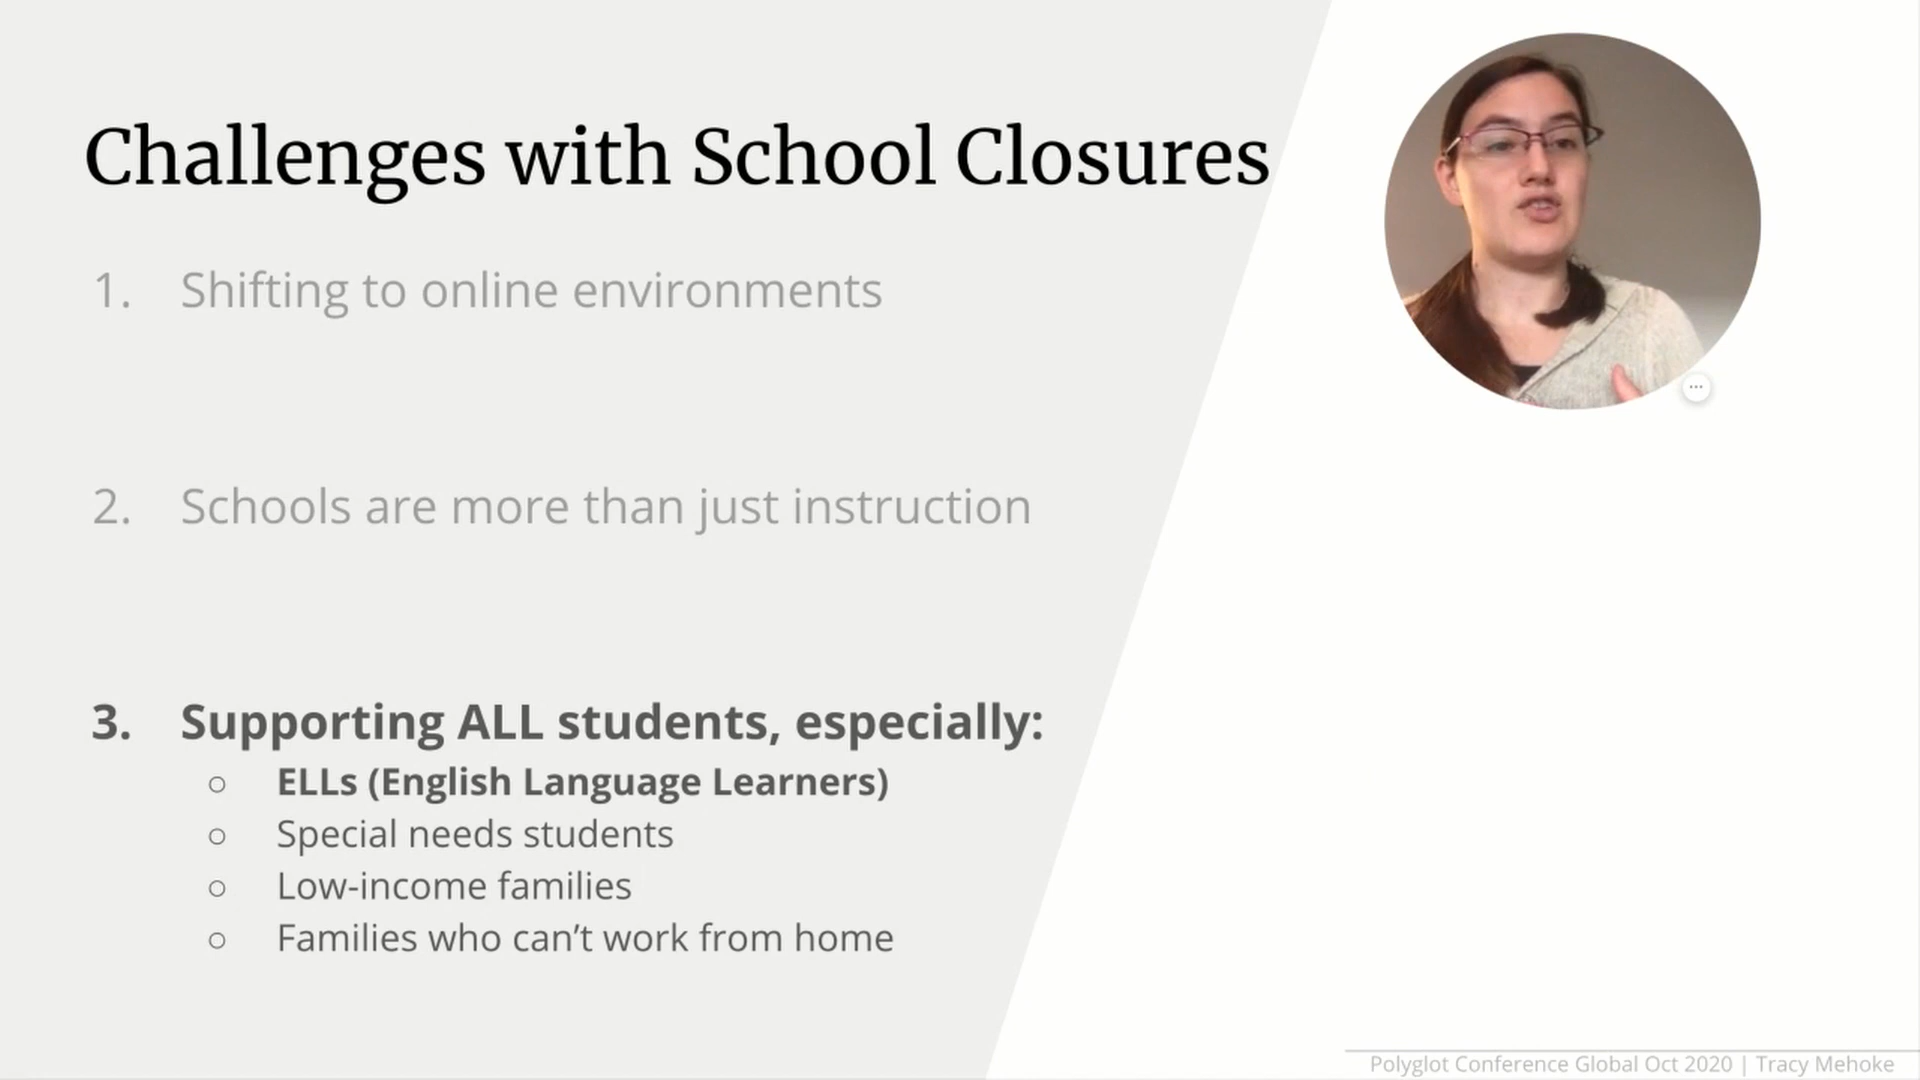 Challenges with School Closures
1. Shifting to online environments
2. Schools are more than just instruction
3. Supporting ALL students, especially:
○ ELLs (English Language Learners)
○ Special needs students
○ Low-income families
○ Families who can’t work from home
Polyglot Conference Global Oct 2020 | Tracy Mehoke